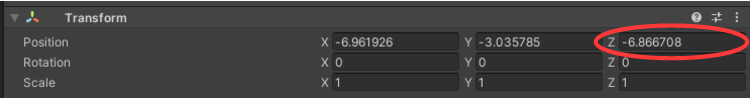 Transform
Position X -6.961926 Y -3.035785 Z -6.866708
Rotation X 0 Y 0 Z 0
Scale X 1 Y 1 Z 1